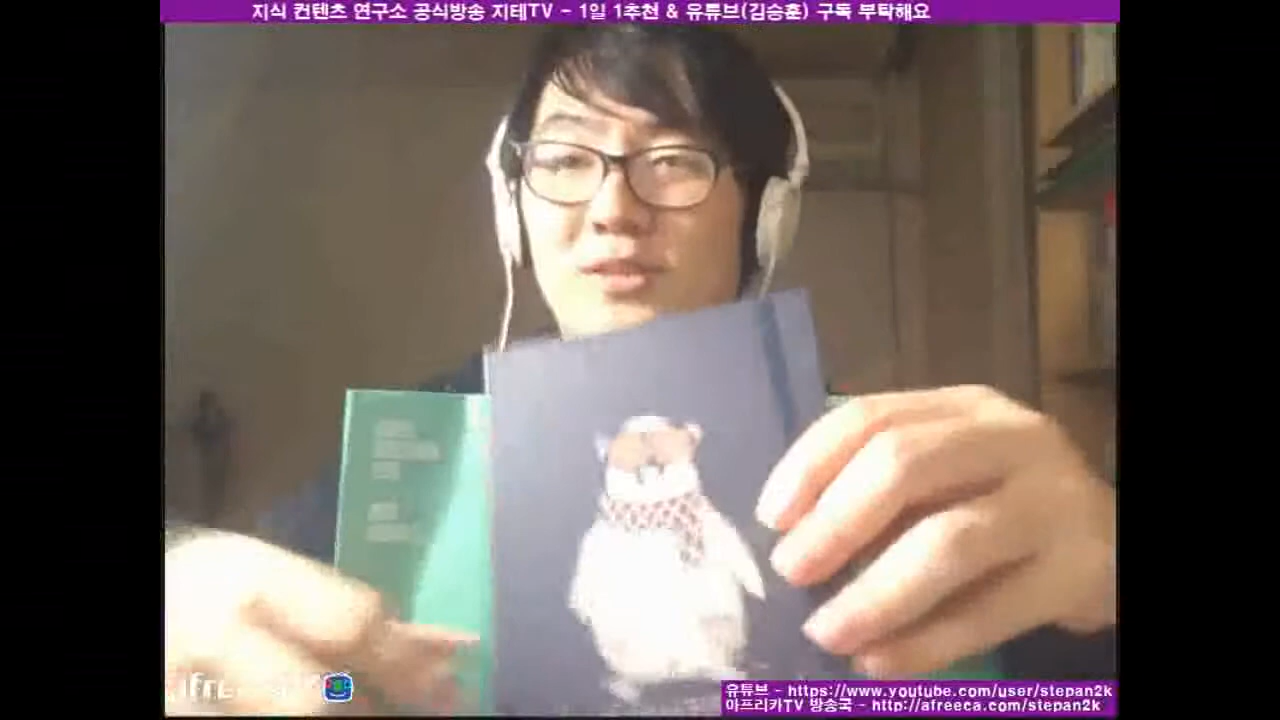 지식 컨텐츠 연구소 공식방송 지테TV - 1일 1추천 & 유튜브(김승훈) 구독 부탁해요
유튜브 - https://www.youtube.com/user/stepan2k
아프리카TV 방송국 - http://afreeca.com/stepan2k